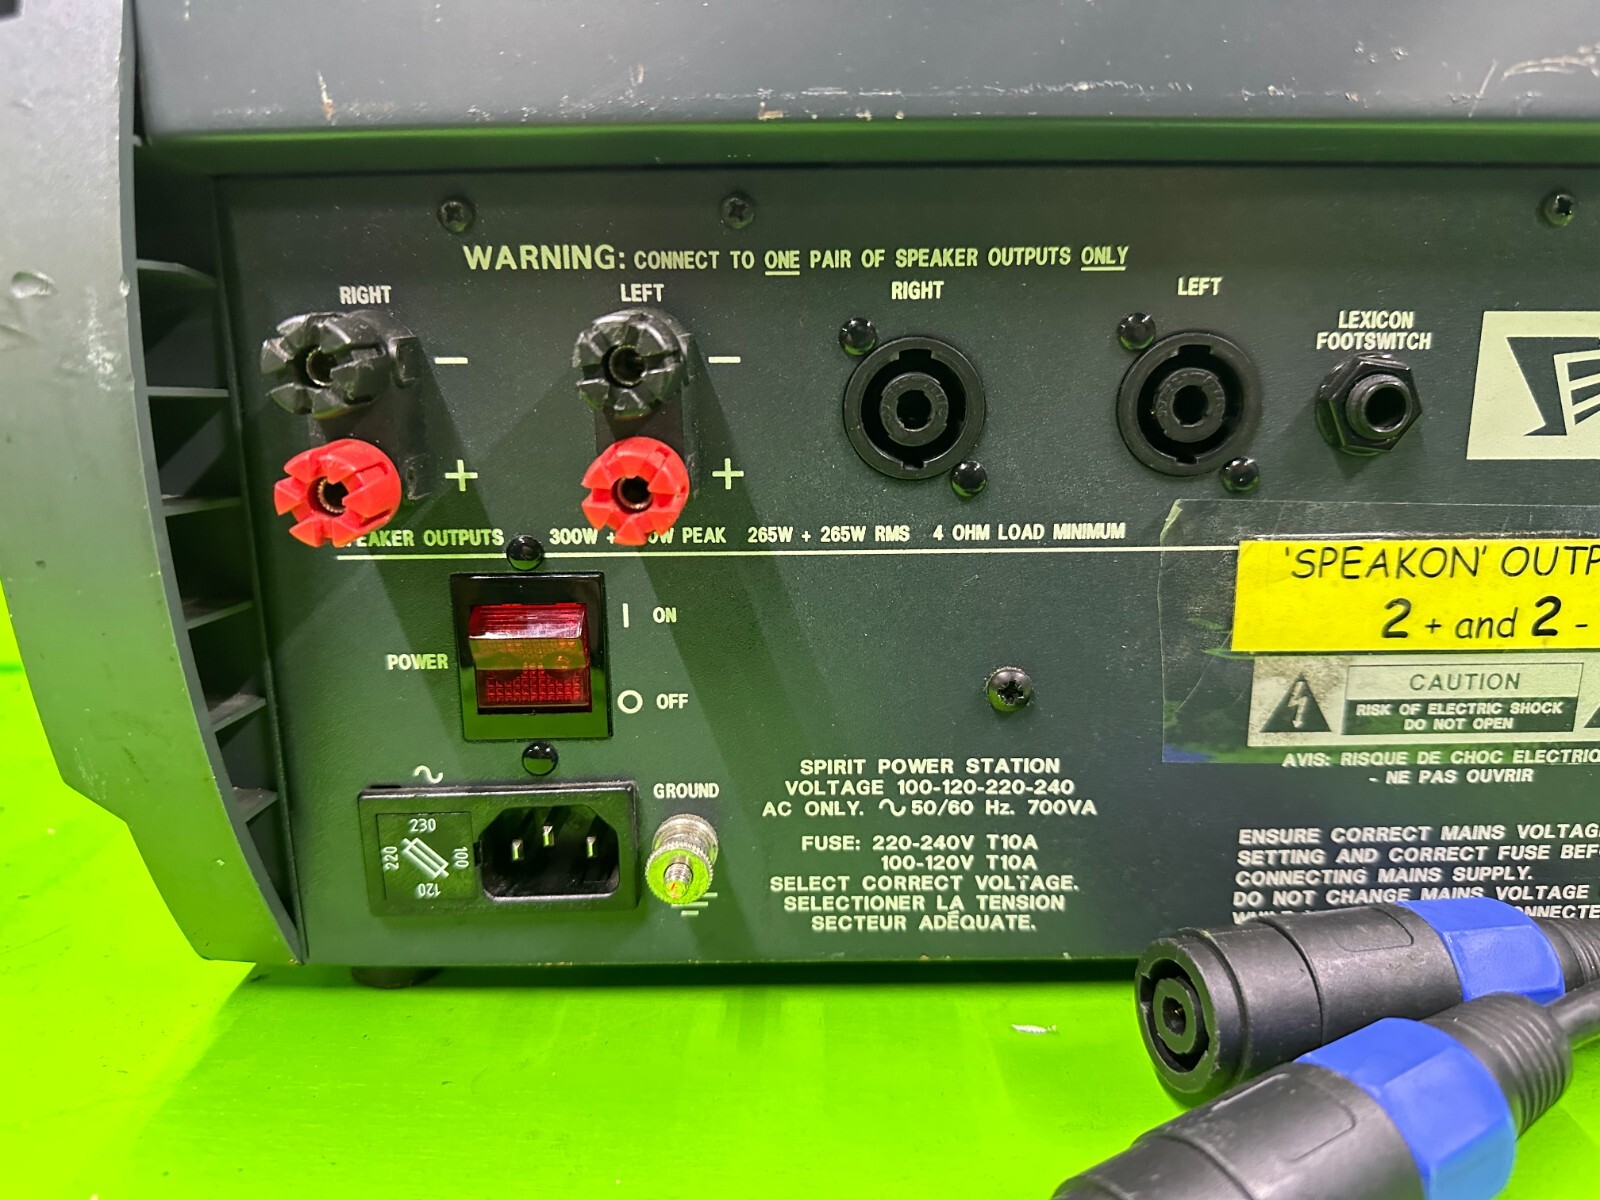 WARNING: CONNECT TO ONE PAIR OF SPEAKER OUTPUTS ONLY
RIGHT
LEFT
RIGHT
LEFT
LEXICON
FOOTSWITCH
−
−
+
+
OUTPUTS 300W + PEAK 265W + 265W RMS 4 OHM LOAD MINIMUM
'SPEAKON'
2 + and 2 -
I ON
POWER
O OFF
CAUTION
RISK OF ELECTRIC SHOCK
DO NOT OPEN
AVIS: RISQUE DE CHOC
- NE PAS OUVRIR
~
GROUND
230
220
100
120
SPIRIT POWER STATION
VOLTAGE 100-120-220-240
AC ONLY. ~ 50/60 Hz. 700VA
FUSE: 220-240V T10A
100-120V T10A
SELECT CORRECT VOLTAGE.
SELECTIONER LA TENSION
SECTEUR ADÉQUATE.
ENSURE CORRECT MAINS
SETTING AND CORRECT FUSE
CONNECTING MAINS SUPPLY.
DO NOT CHANGE MAINS VOLTAGE